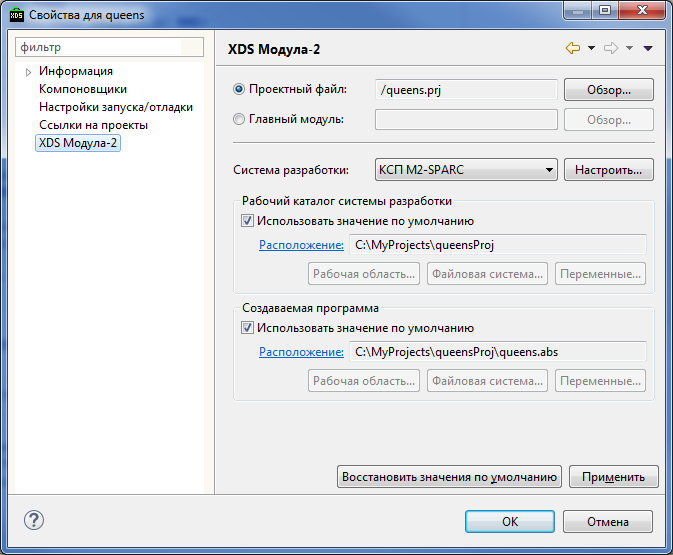 Свойства для queens
фильтр
Информация
Компоновщики
Настройки запуска/отладки
Ссылки на проекты
XDS Модула-2
XDS Модула-2
Проектный файл: /queens.prj Обзор...
Главный модуль: Обзор...
Система разработки: КСП M2-SPARC Настроить...
Рабочий каталог системы разработки
Использовать значение по умолчанию
Расположение: C:\MyProjects\queensProj
Рабочая область... Файловая система... Переменные...
Создаваемая программа
Использовать значение по умолчанию
Расположение: C:\MyProjects\queensProj\queens.abs
Рабочая область... Файловая система... Переменные...
Восстановить значения по умолчанию Применить
? OK Отмена